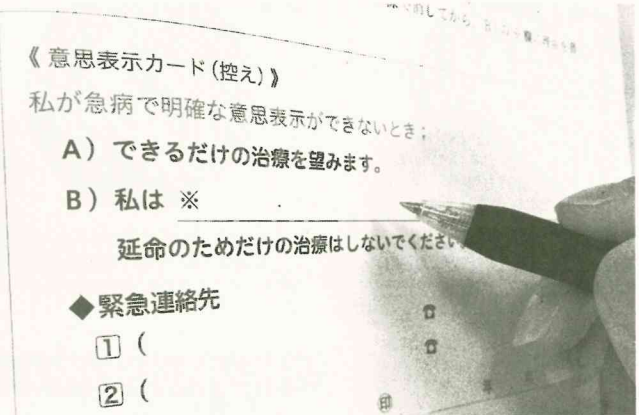 《意思表示カード(控え)》
私が急病で明確な意思表示ができないとき；
A）できるだけの治療を望みます。
B）私は ※
延命のためだけの治療はしないでください。
◆緊急連絡先
1 (
☎
2 (
☎
印